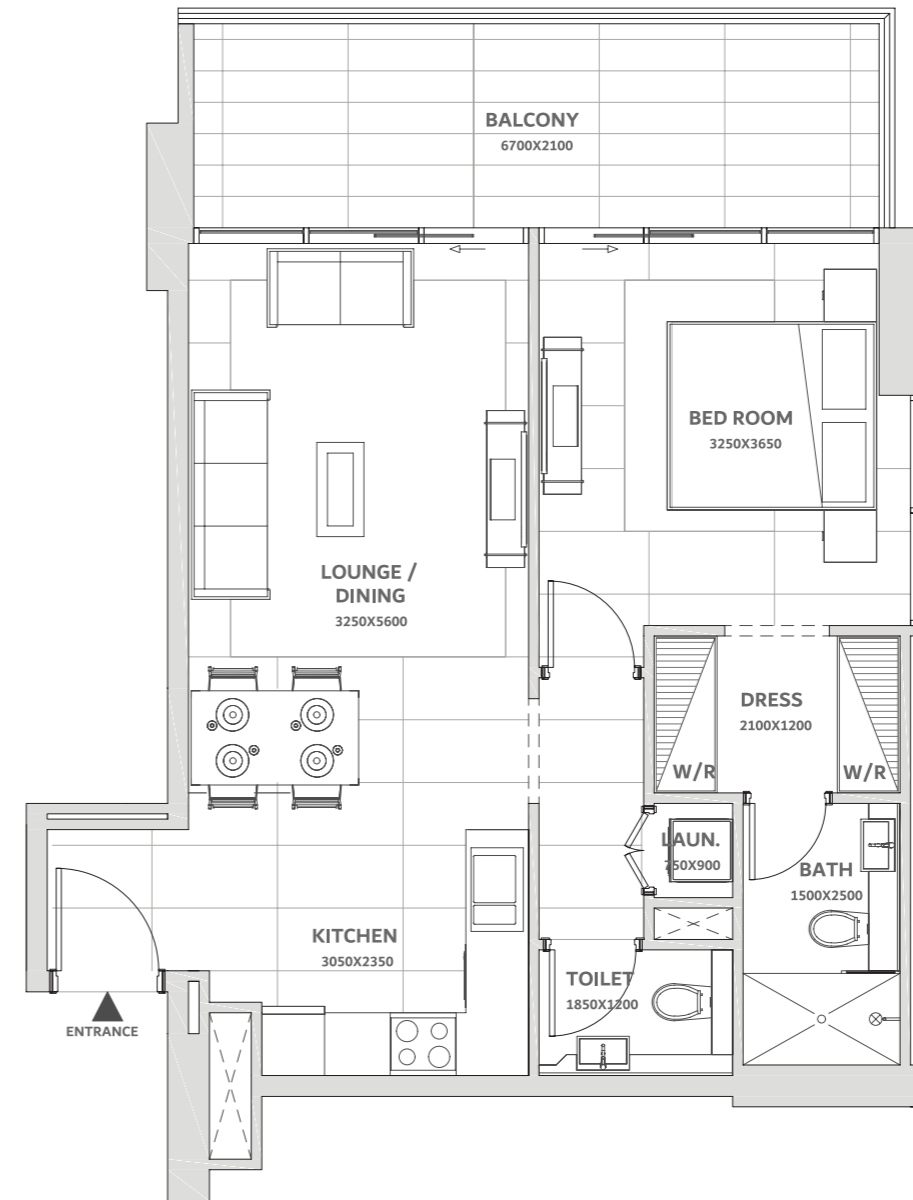 BALCONY
6700X2100
BED ROOM
3250X3650
LOUNGE /
DINING
3250X5600
DRESS
2100X1200
W/R
W/R
LAUN.
750X900
BATH
1500X2500
KITCHEN
3050X2350
TOILET
1850X1200
ENTRANCE